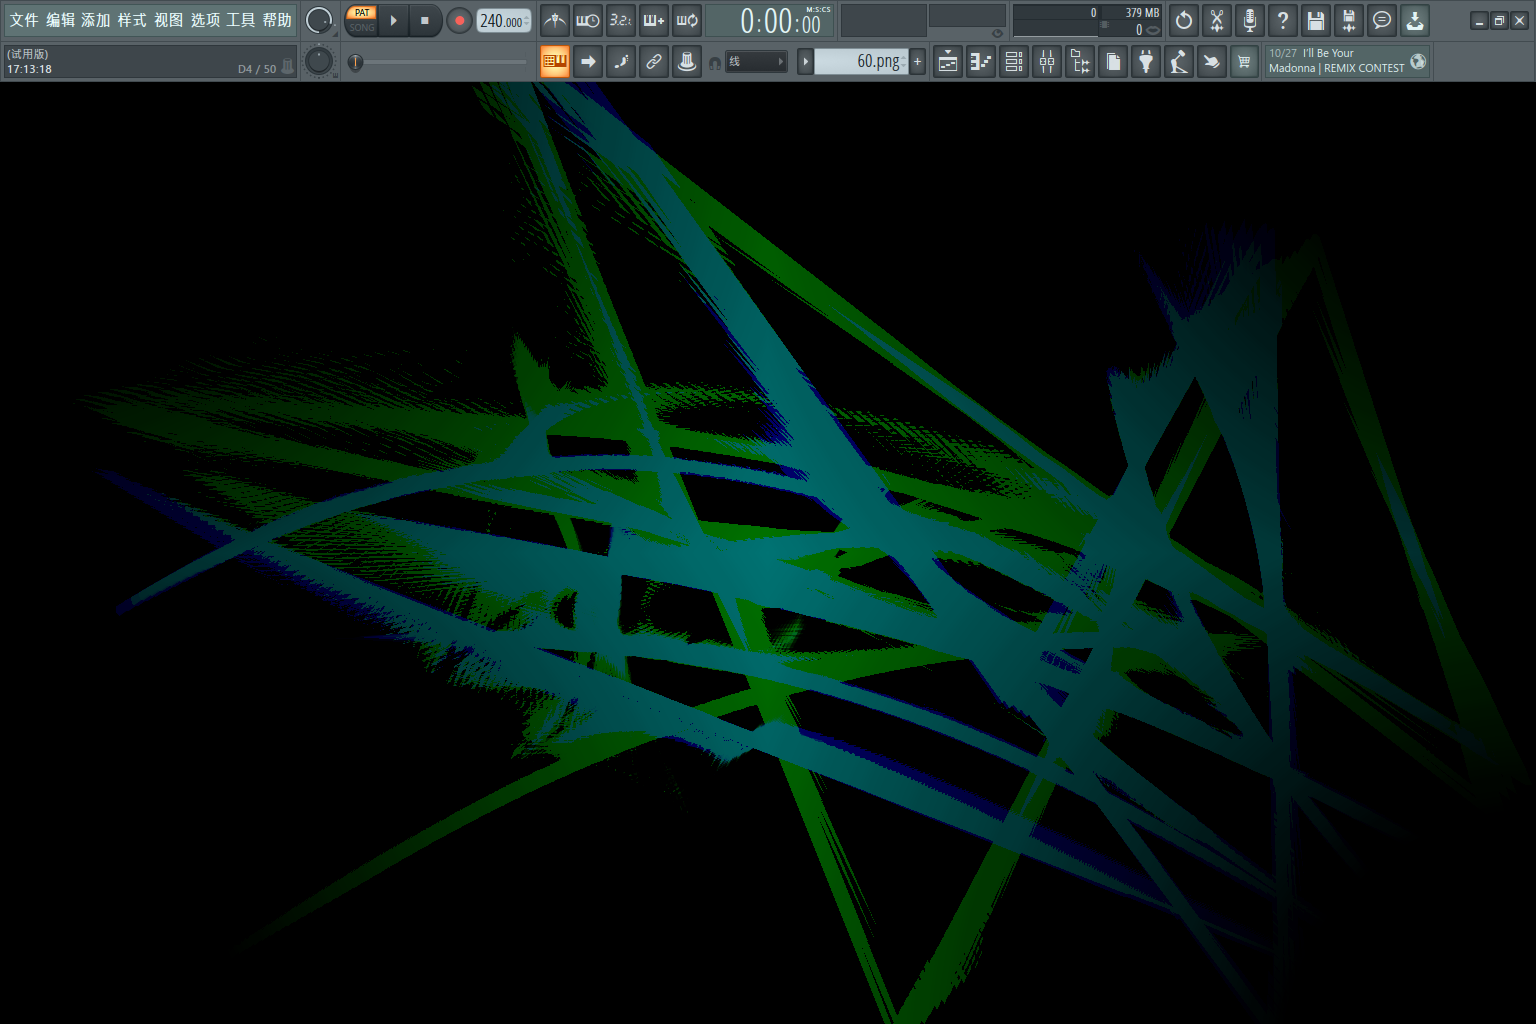 文件 编辑 添加 样式 视图 选项 工具 帮助
PAT
SONG
240.000
3.2.
0:00:00
M:S:CS
0
379 MB
0
(试用版)
17:13:18
D4 / 50
线
60.png
10/27 I'll Be Your
Madonna | REMIX CONTEST